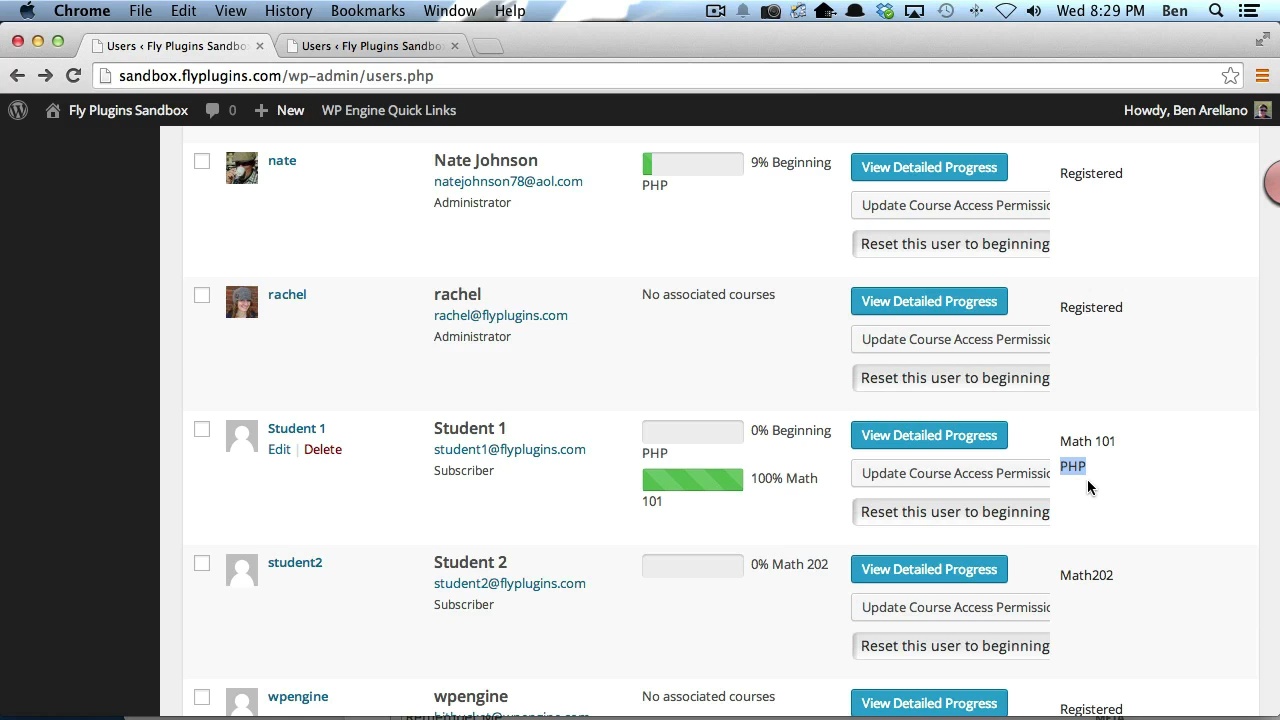 Chrome File Edit View History Bookmarks Window Help Wed 8:29 PM Ben
Users ‹ Fly Plugins Sandbo Users ‹ Fly Plugins Sandbo
sandbox.flyplugins.com/wp-admin/users.php
Fly Plugins Sandbox 0 New WP Engine Quick Links Howdy, Ben Arellano
nate Nate Johnson 9% Beginning View Detailed Progress Registered
natejohnson78@aol.com PHP
Administrator Update Course Access Permissio
Reset this user to beginning
rachel rachel No associated courses View Detailed Progress Registered
rachel@flyplugins.com
Administrator Update Course Access Permissio
Reset this user to beginning
Student 1 Student 1 0% Beginning View Detailed Progress Math 101
Edit | Delete student1@flyplugins.com PHP
Subscriber Update Course Access Permissio PHP
100% Math
101 Reset this user to beginning
student2 Student 2 0% Math 202 View Detailed Progress Math202
student2@flyplugins.com
Subscriber Update Course Access Permissio
Reset this user to beginning
wpengine wpengine No associated courses View Detailed Progress Registered